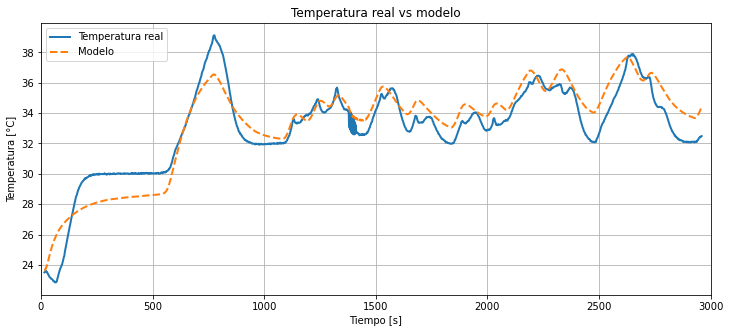 Temperatura real vs modelo
Temperatura real
Modelo
Temperatura [°C]
38
36
34
32
30
28
26
24
0 500 1000 1500 2000 2500 3000
Tiempo [s]